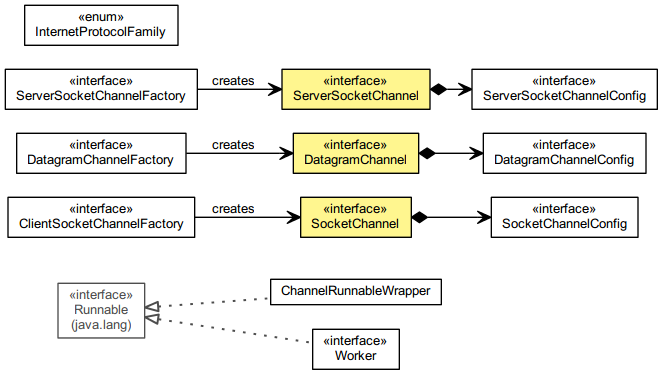 «enum»
InternetProtocolFamily
«interface»
ServerSocketChannelFactory
creates
«interface»
ServerSocketChannel
«interface»
ServerSocketChannelConfig
«interface»
DatagramChannelFactory
creates
«interface»
DatagramChannel
«interface»
DatagramChannelConfig
«interface»
ClientSocketChannelFactory
creates
«interface»
SocketChannel
«interface»
SocketChannelConfig
«interface»
Runnable
(java.lang)
ChannelRunnableWrapper
«interface»
Worker